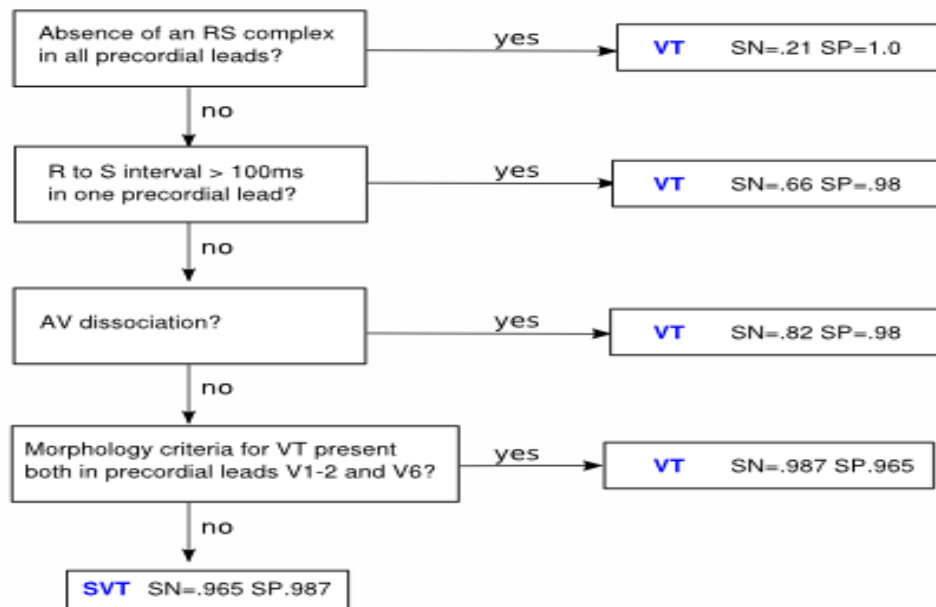 Absence of an RS complex
in all precordial leads?
yes
VT SN=.21 SP=1.0
no
R to S interval > 100ms
in one precordial lead?
yes
VT SN=.66 SP=.98
no
AV dissociation?
yes
VT SN=.82 SP=.98
no
Morphology criteria for VT present
both in precordial leads V1-2 and V6?
yes
VT SN=.987 SP.965
no
SVT SN=.965 SP.987